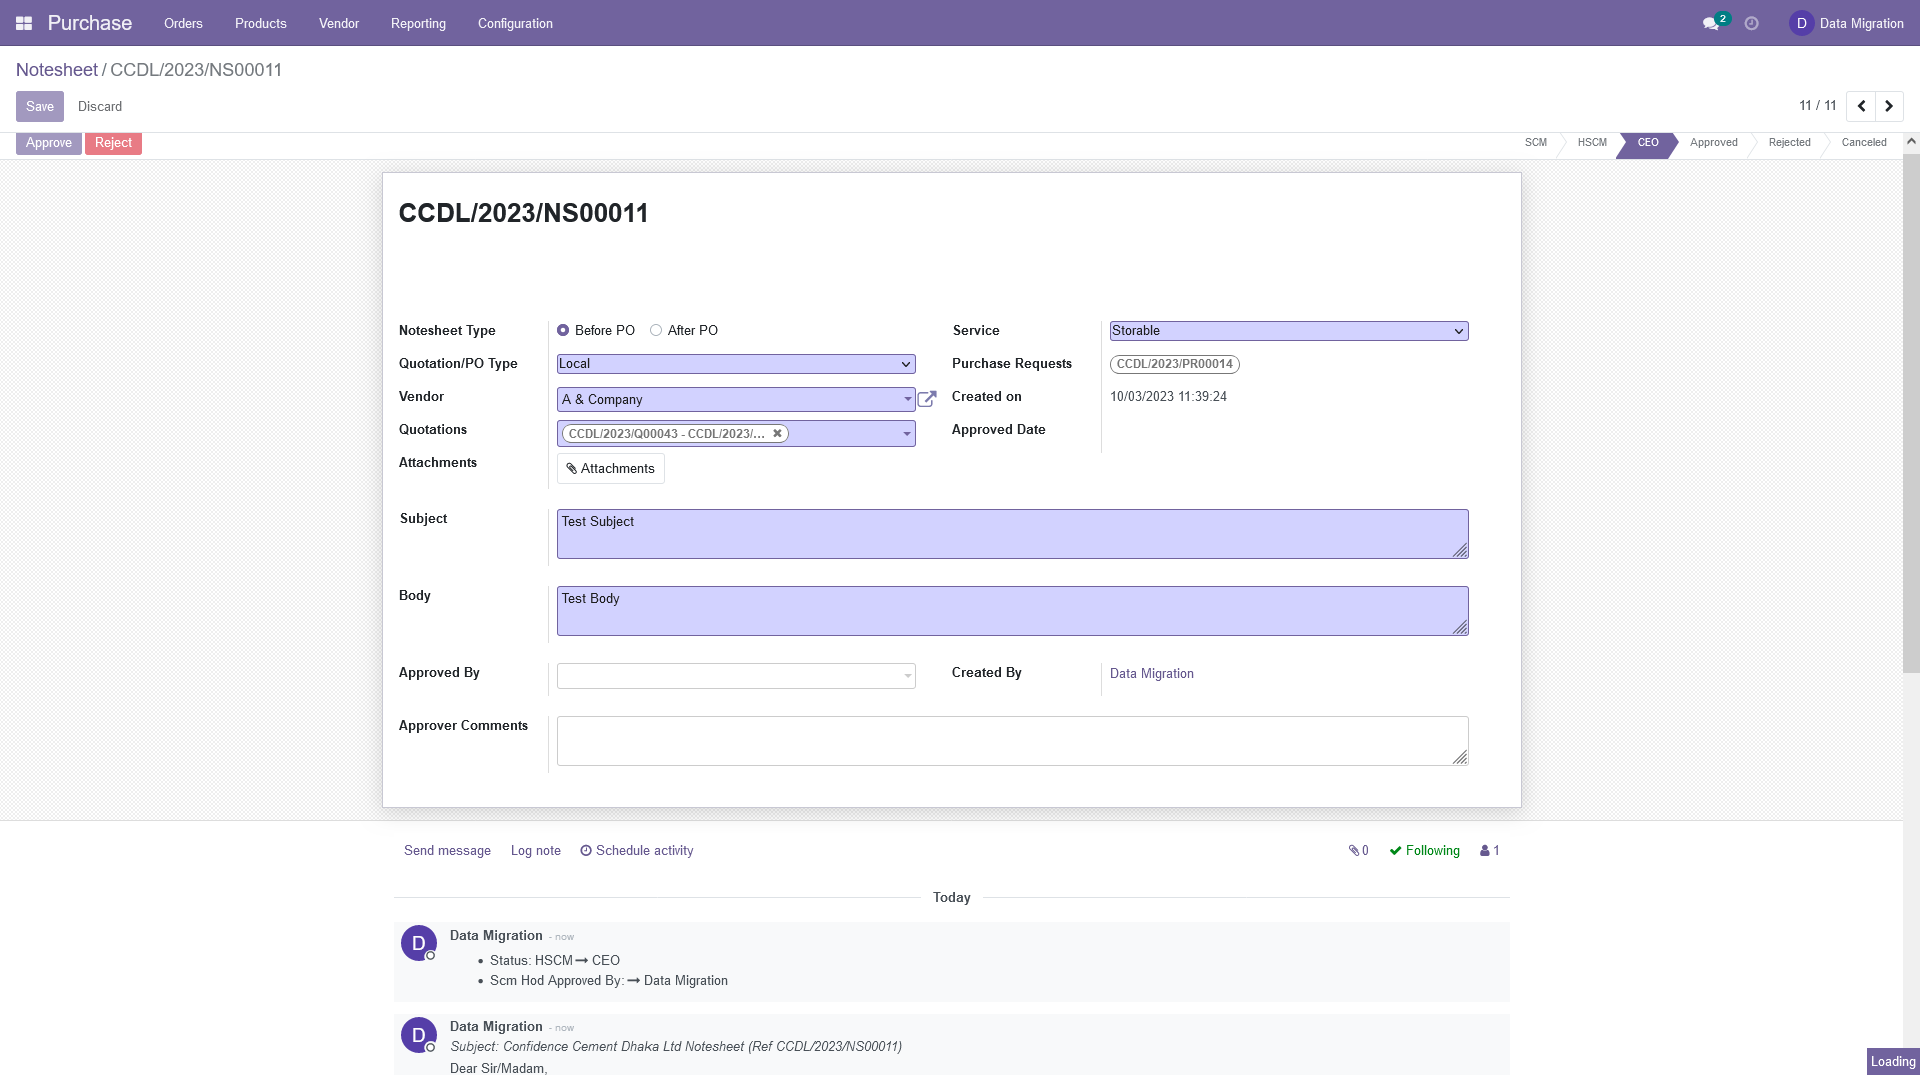 Purchase Orders Products Vendor Reporting Configuration 2 D Data Migration
Notesheet / CCDL/2023/NS00011
Save Discard 11 / 11
Approve Reject SCM HSCM CEO Approved Rejected Canceled
CCDL/2023/NS00011
Notesheet Type Before PO After PO Service Storable
Quotation/PO Type Local Purchase Requests CCDL/2023/PR00014
Vendor A & Company Created on 10/03/2023 11:39:24
Quotations CCDL/2023/Q00043 - CCDL/2023/... Approved Date
Attachments Attachments
Subject Test Subject
Body Test Body
Approved By Created By Data Migration
Approver Comments
Send message Log note Schedule activity 0 Following 1
Today
D Data Migration - now
Status: HSCM → CEO
Scm Hod Approved By: → Data Migration
D Data Migration - now
Subject: Confidence Cement Dhaka Ltd Notesheet (Ref CCDL/2023/NS00011)
Dear Sir/Madam,
Loading